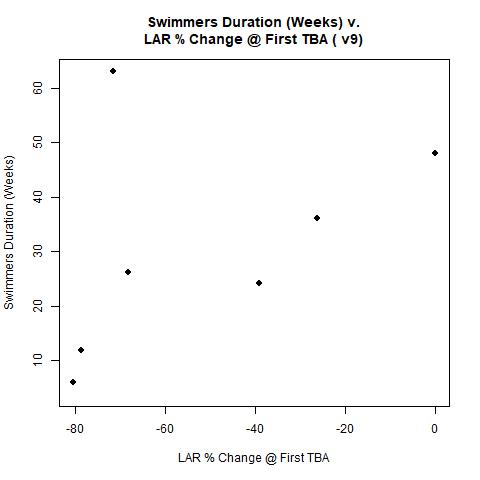 Swimmers Duration (Weeks) v.
LAR % Change @ First TBA ( v9)
Swimmers Duration (Weeks)
60
50
40
30
20
10
-80
-60
-40
-20
0
LAR % Change @ First TBA